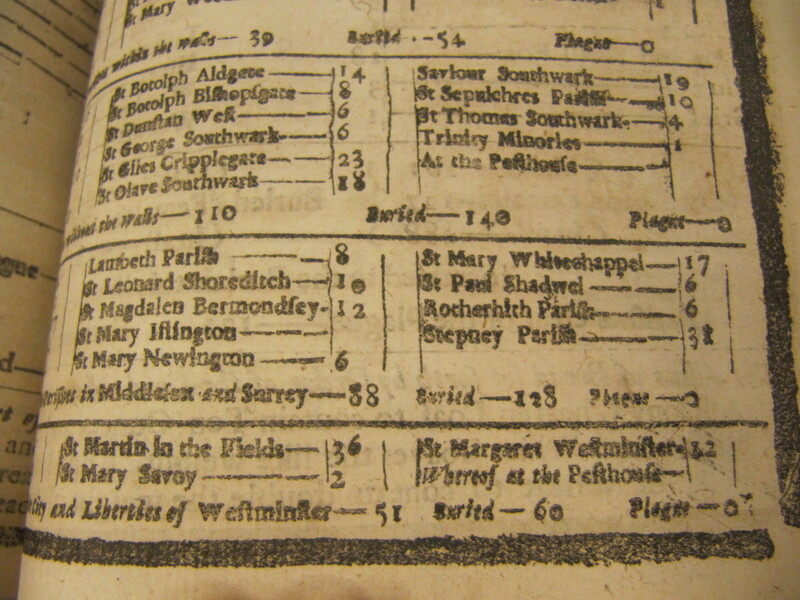 within the Walls— 39 Buried — 54 Plague—0
St Botolph Aldgate—14
St Botolph Bishopsgate—8
St Dunstan West—6
St George Southwark—6
St Giles Cripplegate—23
St Olave Southwark—18
Saviour Southwark—19
St Sepulchres Parish—10
St Thomas Southwark—4
Trinity Minories—1
At the Pesthouse—
without the Walls—110 Buried—140 Plague—0
Lambeth Parish—8
St Leonard Shoreditch—10
St Magdalen Bermondsey-12
St Mary Islington—
St Mary Newington—6
St Mary Whitechappel—17
St Paul Shadwel—6
Rotherhith Parish—6
Stepney Parish—31
in Middlesex and Surrey—88 Buried—128 Plague—0
St Martin in the Fields—36
St Mary Savoy—2
St Margaret Westminster-22
Whereof at the Pesthouse—
City and Liberties of Westminster—51 Buried—60 Plague—0